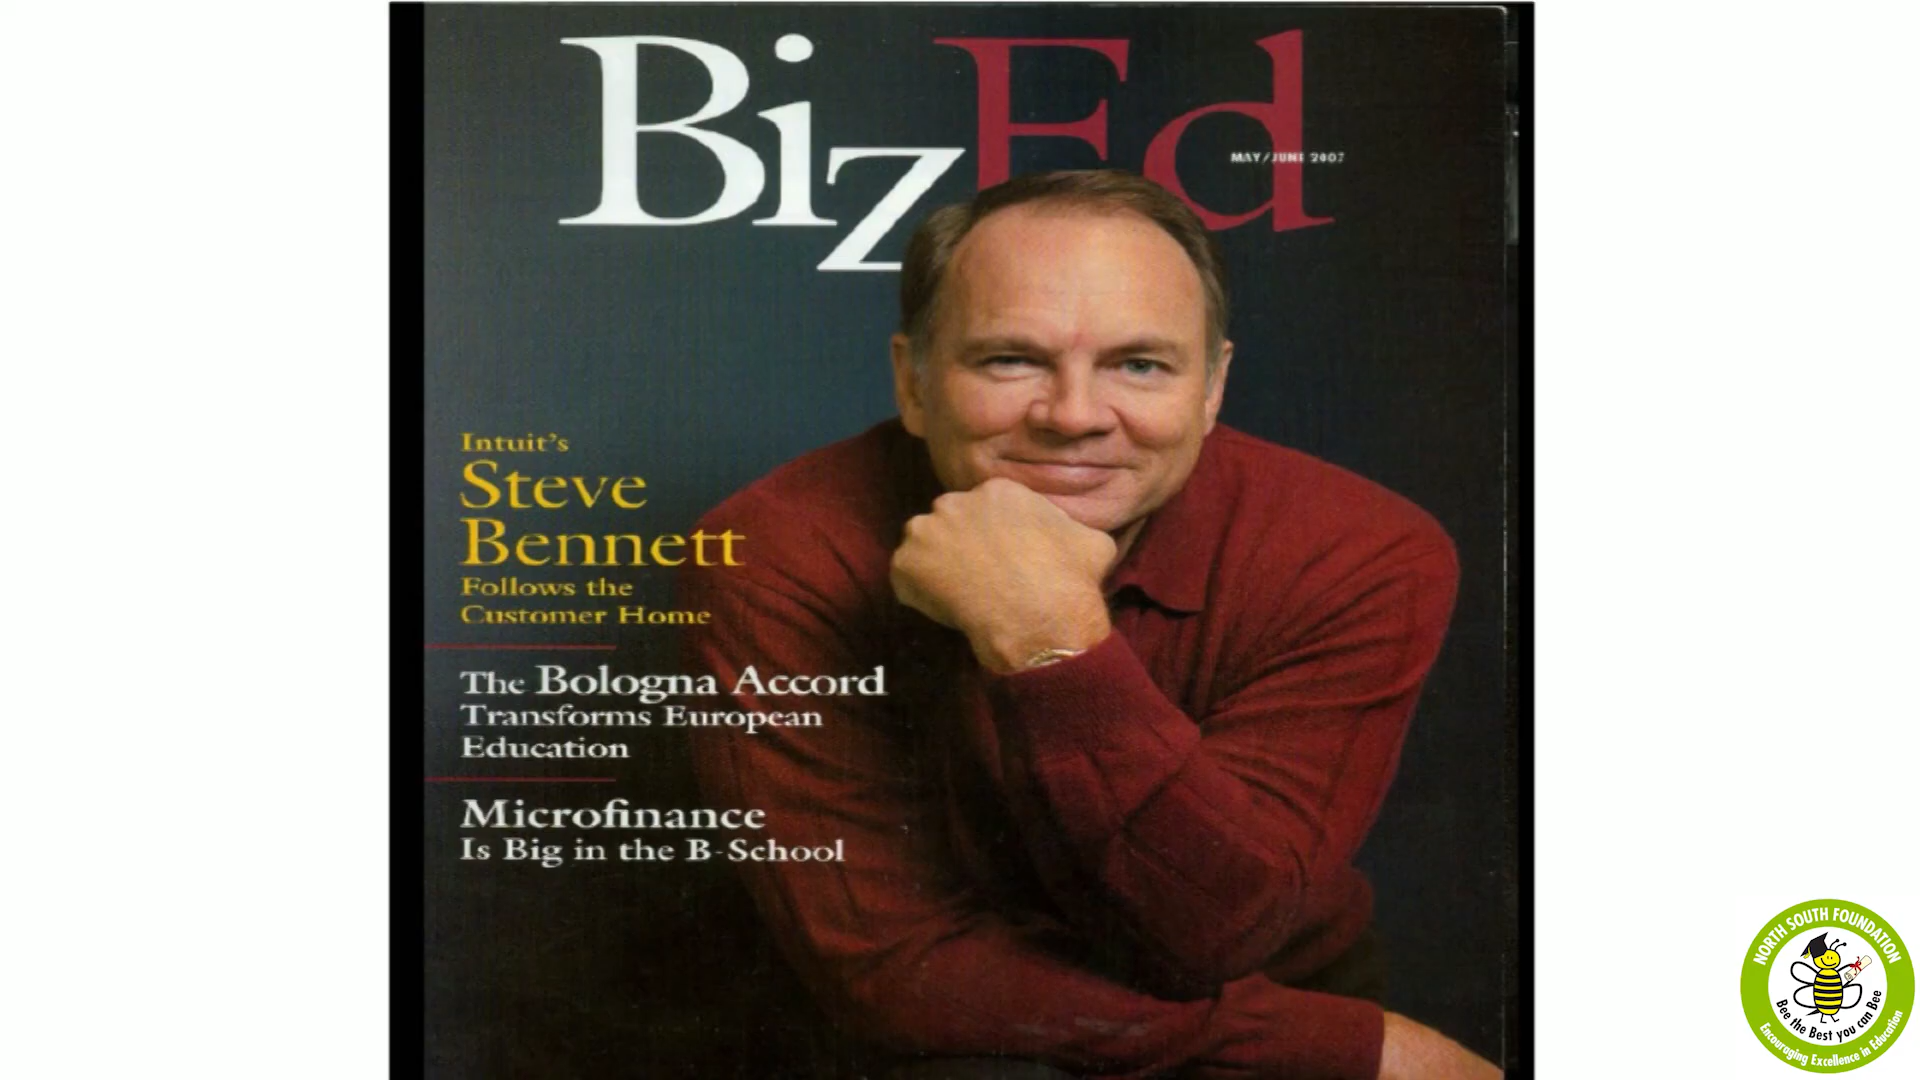 BizEd
MAY/JUNE 2007
Intuit's
Steve
Bennett
Follows the
Customer Home
The Bologna Accord
Transforms European
Education
Microfinance
Is Big in the B-School
NORTH SOUTH FOUNDATION
Bee the Best you can Bee
Encouraging Excellence in Education